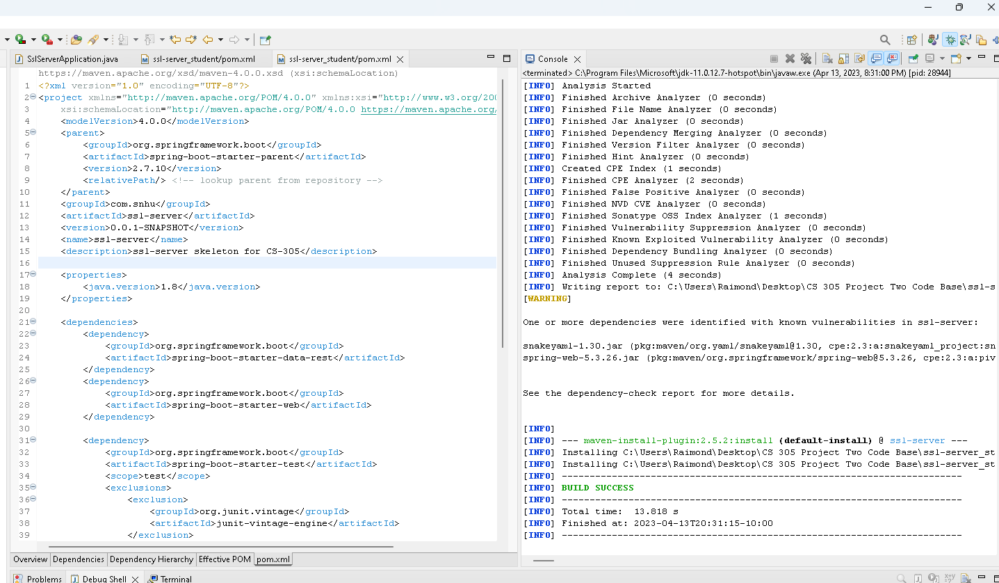 SslServerApplication.java
ssl-server_student/pom.xml
ssl-server_student/pom.xml
https://maven.apache.org/xsd/maven-4.0.0.xsd (xsi:schemaLocation)
1 <?xml version="1.0" encoding="UTF-8"?>
2 <project xmlns="http://maven.apache.org/POM/4.0.0" xmlns:xsi="http://www.w3.org/200
3 xsi:schemaLocation="http://maven.apache.org/POM/4.0.0 https://maven.apache.org/
4 <modelVersion>4.0.0</modelVersion>
5 <parent>
6 <groupId>org.springframework.boot</groupId>
7 <artifactId>spring-boot-starter-parent</artifactId>
8 <version>2.7.10</version>
9 <relativePath/> <!-- lookup parent from repository -->
10 </parent>
11 <groupId>com.snhu</groupId>
12 <artifactId>ssl-server</artifactId>
13 <version>0.0.1-SNAPSHOT</version>
14 <name>ssl-server</name>
15 <description>ssl-server skeleton for CS-305</description>
16
17 <properties>
18 <java.version>1.8</java.version>
19 </properties>
20
21 <dependencies>
22 <dependency>
23 <groupId>org.springframework.boot</groupId>
24 <artifactId>spring-boot-starter-data-rest</artifactId>
25 </dependency>
26 <dependency>
27 <groupId>org.springframework.boot</groupId>
28 <artifactId>spring-boot-starter-web</artifactId>
29 </dependency>
30
31 <dependency>
32 <groupId>org.springframework.boot</groupId>
33 <artifactId>spring-boot-starter-test</artifactId>
34 <scope>test</scope>
35 <exclusions>
36 <exclusion>
37 <groupId>org.junit.vintage</groupId>
38 <artifactId>junit-vintage-engine</artifactId>
39 </exclusion>
Overview Dependencies Dependency Hierarchy Effective POM pom.xml
Problems Debug Shell Terminal
Console
<terminated> C:\Program Files\Microsoft\jdk-11.0.12.7-hotspot\bin\javaw.exe (Apr 13, 2023, 8:31:00 PM) [pid: 28944]
[INFO] Analysis Started
[INFO] Finished Archive Analyzer (0 seconds)
[INFO] Finished File Name Analyzer (0 seconds)
[INFO] Finished Jar Analyzer (0 seconds)
[INFO] Finished Dependency Merging Analyzer (0 seconds)
[INFO] Finished Version Filter Analyzer (0 seconds)
[INFO] Finished Hint Analyzer (0 seconds)
[INFO] Created CPE Index (1 seconds)
[INFO] Finished CPE Analyzer (2 seconds)
[INFO] Finished False Positive Analyzer (0 seconds)
[INFO] Finished NVD CVE Analyzer (0 seconds)
[INFO] Finished Sonatype OSS Index Analyzer (1 seconds)
[INFO] Finished Vulnerability Suppression Analyzer (0 seconds)
[INFO] Finished Known Exploited Vulnerability Analyzer (0 seconds)
[INFO] Finished Dependency Bundling Analyzer (0 seconds)
[INFO] Finished Unused Suppression Rule Analyzer (0 seconds)
[INFO] Analysis Complete (4 seconds)
[INFO] Writing report to: C:\Users\Raimond\Desktop\CS 305 Project Two Code Base\ssl-s
[WARNING]
One or more dependencies were identified with known vulnerabilities in ssl-server:
snakeyaml-1.30.jar (pkg:maven/org.yaml/snakeyaml@1.30, cpe:2.3:a:snakeyaml_project:sn
spring-web-5.3.26.jar (pkg:maven/org.springframework/spring-web@5.3.26, cpe:2.3:a:piv
See the dependency-check report for more details.
[INFO]
[INFO] --- maven-install-plugin:2.5.2:install (default-install) @ ssl-server ---
[INFO] Installing C:\Users\Raimond\Desktop\CS 305 Project Two Code Base\ssl-server_st
[INFO] Installing C:\Users\Raimond\Desktop\CS 305 Project Two Code Base\ssl-server_st
[INFO] ------------------------------------------------------------------------
[INFO] BUILD SUCCESS
[INFO] ------------------------------------------------------------------------
[INFO] Total time: 13.818 s
[INFO] Finished at: 2023-04-13T20:31:15-10:00
[INFO] ------------------------------------------------------------------------